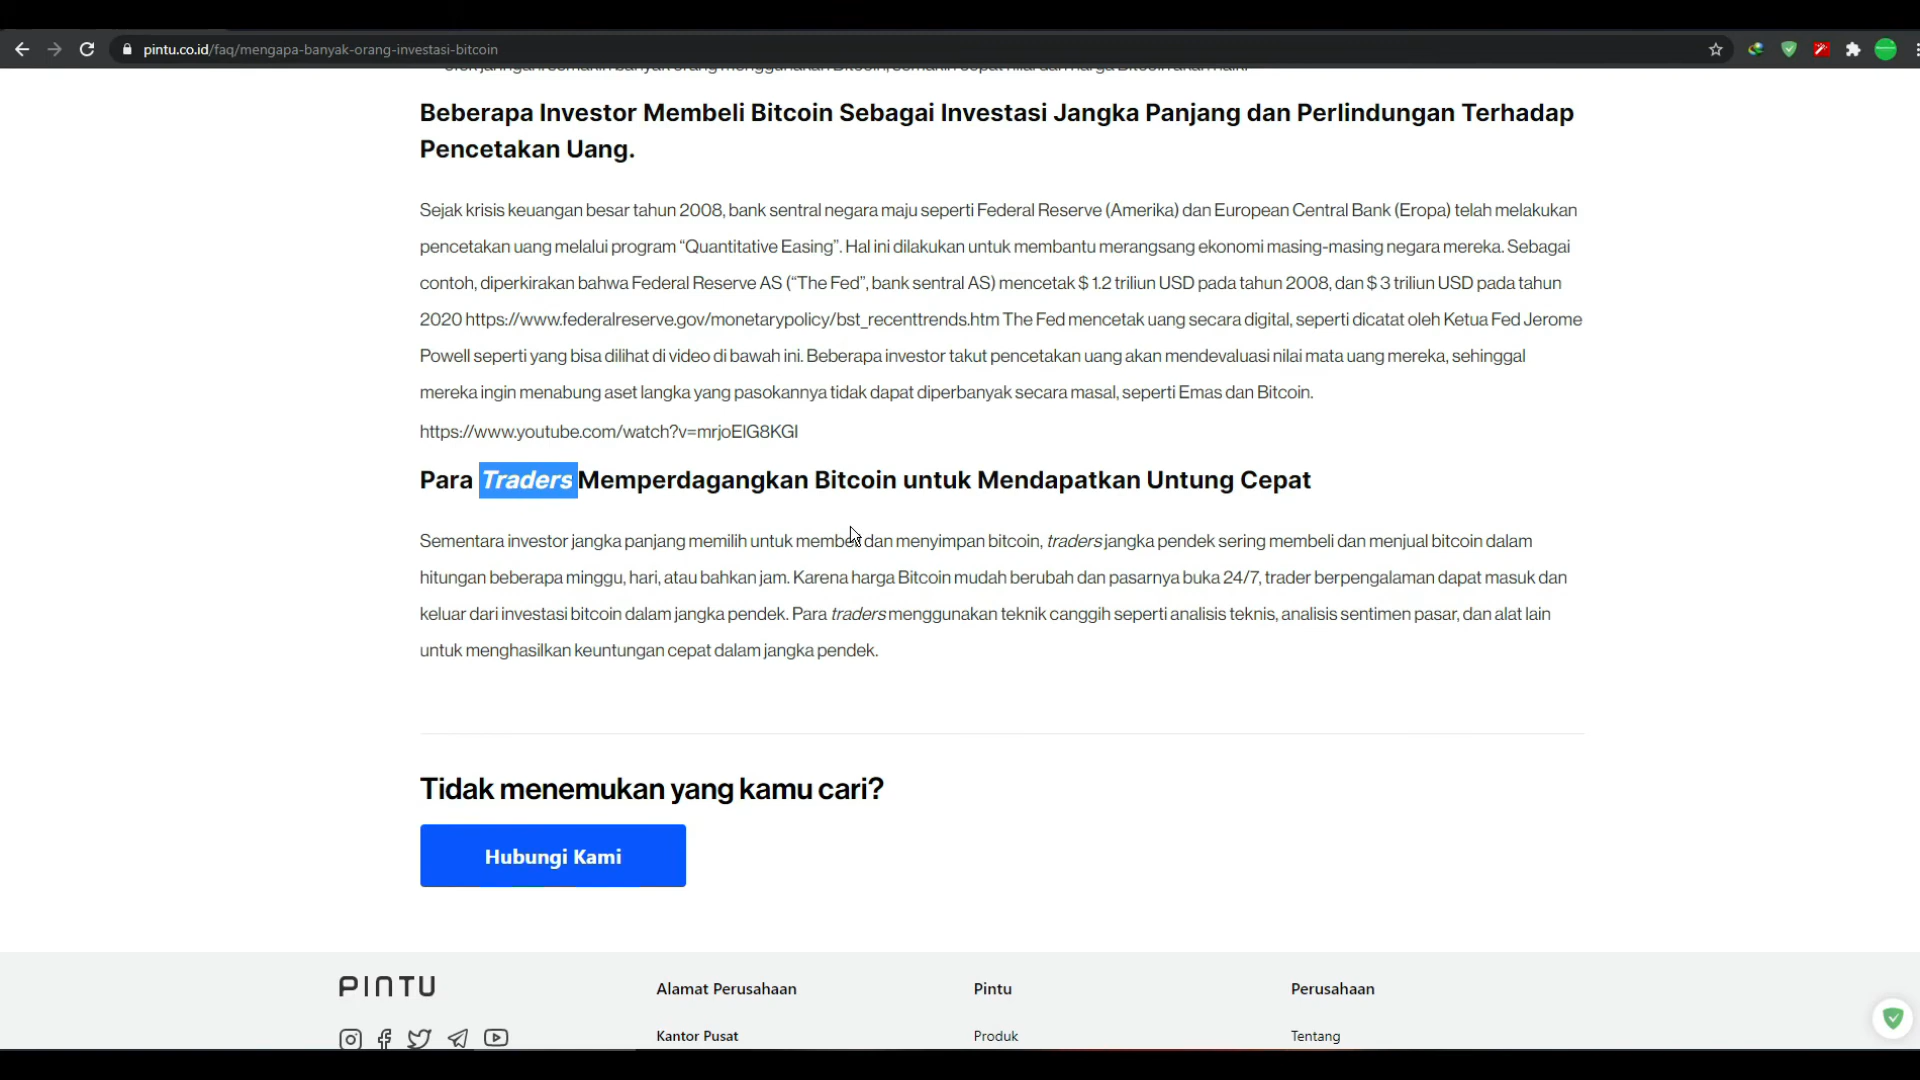 pintu.co.id/faq/mengapa-banyak-orang-investasi-bitcoin
Beberapa Investor Membeli Bitcoin Sebagai Investasi Jangka Panjang dan Perlindungan Terhadap
Pencetakan Uang.
Sejak krisis keuangan besar tahun 2008, bank sentral negara maju seperti Federal Reserve (Amerika) dan European Central Bank (Eropa) telah melakukan
pencetakan uang melalui program “Quantitative Easing”. Hal ini dilakukan untuk membantu merangsang ekonomi masing-masing negara mereka. Sebagai
contoh, diperkirakan bahwa Federal Reserve AS (“The Fed”, bank sentral AS) mencetak $ 1.2 triliun USD pada tahun 2008, dan $ 3 triliun USD pada tahun
2020 https://www.federalreserve.gov/monetarypolicy/bst_recenttrends.htm The Fed mencetak uang secara digital, seperti dicatat oleh Ketua Fed Jerome
Powell seperti yang bisa dilihat di video di bawah ini. Beberapa investor takut pencetakan uang akan mendevaluasi nilai mata uang mereka, sehinggal
mereka ingin menabung aset langka yang pasokannya tidak dapat diperbanyak secara masal, seperti Emas dan Bitcoin.
https://www.youtube.com/watch?v=mrjoEIG8KGI
Para Traders Memperdagangkan Bitcoin untuk Mendapatkan Untung Cepat
Sementara investor jangka panjang memilih untuk membeli dan menyimpan bitcoin, traders jangka pendek sering membeli dan menjual bitcoin dalam
hitungan beberapa minggu, hari, atau bahkan jam. Karena harga Bitcoin mudah berubah dan pasarnya buka 24/7, trader berpengalaman dapat masuk dan
keluar dari investasi bitcoin dalam jangka pendek. Para traders menggunakan teknik canggih seperti analisis teknis, analisis sentimen pasar, dan alat lain
untuk menghasilkan keuntungan cepat dalam jangka pendek.
Tidak menemukan yang kamu cari?
Hubungi Kami
PINTU
Alamat Perusahaan
Pintu
Perusahaan
Kantor Pusat
Produk
Tentang